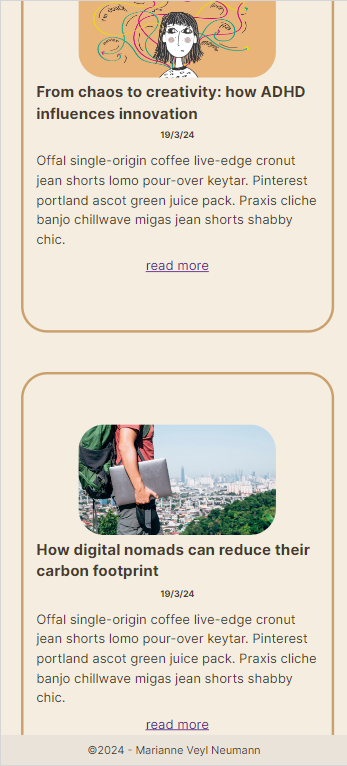 From chaos to creativity: how ADHD
influences innovation
19/3/24
Offal single-origin coffee live-edge cronut
jean shorts lomo pour-over keytar. Pinterest
portland ascot green juice pack. Praxis cliche
banjo chillwave migas jean shorts shabby
chic.
read more
How digital nomads can reduce their
carbon footprint
19/3/24
Offal single-origin coffee live-edge cronut
jean shorts lomo pour-over keytar. Pinterest
portland ascot green juice pack. Praxis cliche
banjo chillwave migas jean shorts shabby
chic.
read more
©2024 - Marianne Veyl Neumann